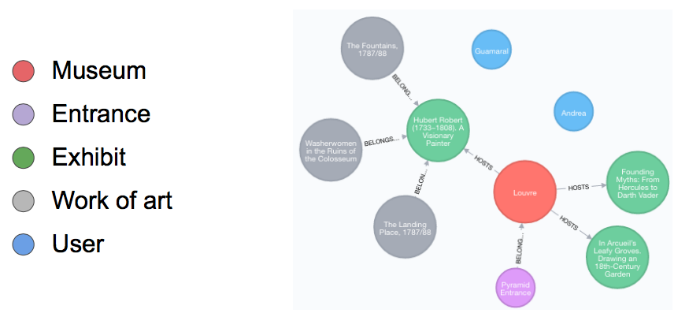 Museum
Entrance
Exhibit
Work of art
User
The Fountains,
1787/88
Guamarel
Andrea
BELONG...
Hubert Robert
(1733–1808). A
Visionary
Painter
Washerwomen
in the Ruins of
the Colosseum
BELONGS...
BELON...
HOSTS
The Landing
Place, 1787/88
Louvre
HOSTS
Founding
Myths: From
Hercules to
Darth Vader
HOSTS
In Arcueil's
Leafy Groves,
Drawing an
18th-Century
Garden
BELONG...
Pyramid
Entrance